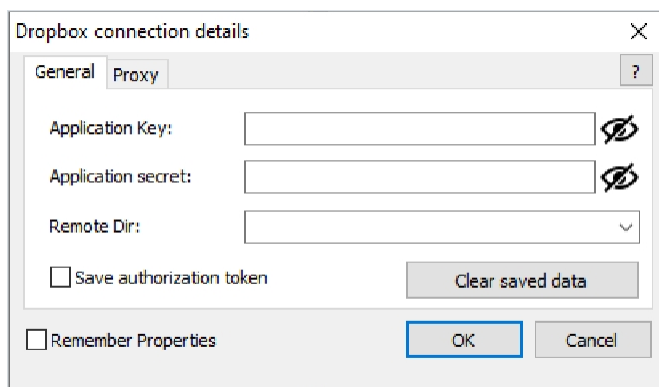 Dropbox connection details
General Proxy ?
Application Key:
Application secret:
Remote Dir:
Save authorization token Clear saved data
Remember Properties OK Cancel